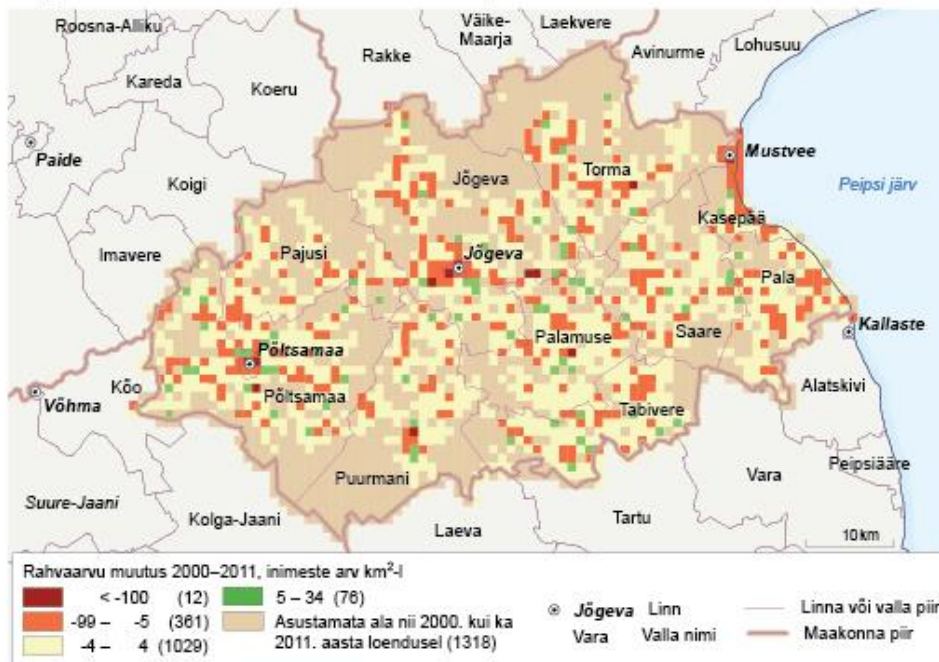 Roosna-Alliku
Väike-
Maarja
Laekvere
Rakke
Avinurme
Lohusuu
Kareda
Koeru
Paide
Mustvee
Koigi
Jõgeva
Torma
Peipsi järv
Kasepää
Imavere
Pajusi
Jõgeva
Pala
Palamuse
Saare
Kallaste
Põltsamaa
Kõo
Põltsamaa
Alatskivi
Võhma
Tabivere
Puurmani
Vara
Peipsiääre
Suure-Jaani
Kolga-Jaani
Laeva
Tartu
10 km
Rahvaarvu muutus 2000–2011, inimeste arv km²-l
< -100 (12)
-99 – -5 (361)
-4 – 4 (1029)
5 – 34 (76)
Asustamata ala nii 2000. kui ka
2011. aasta loendusel (1318)
Jõgeva Linn
Vara Valla nimi
Linna või valla piir
Maakonna piir